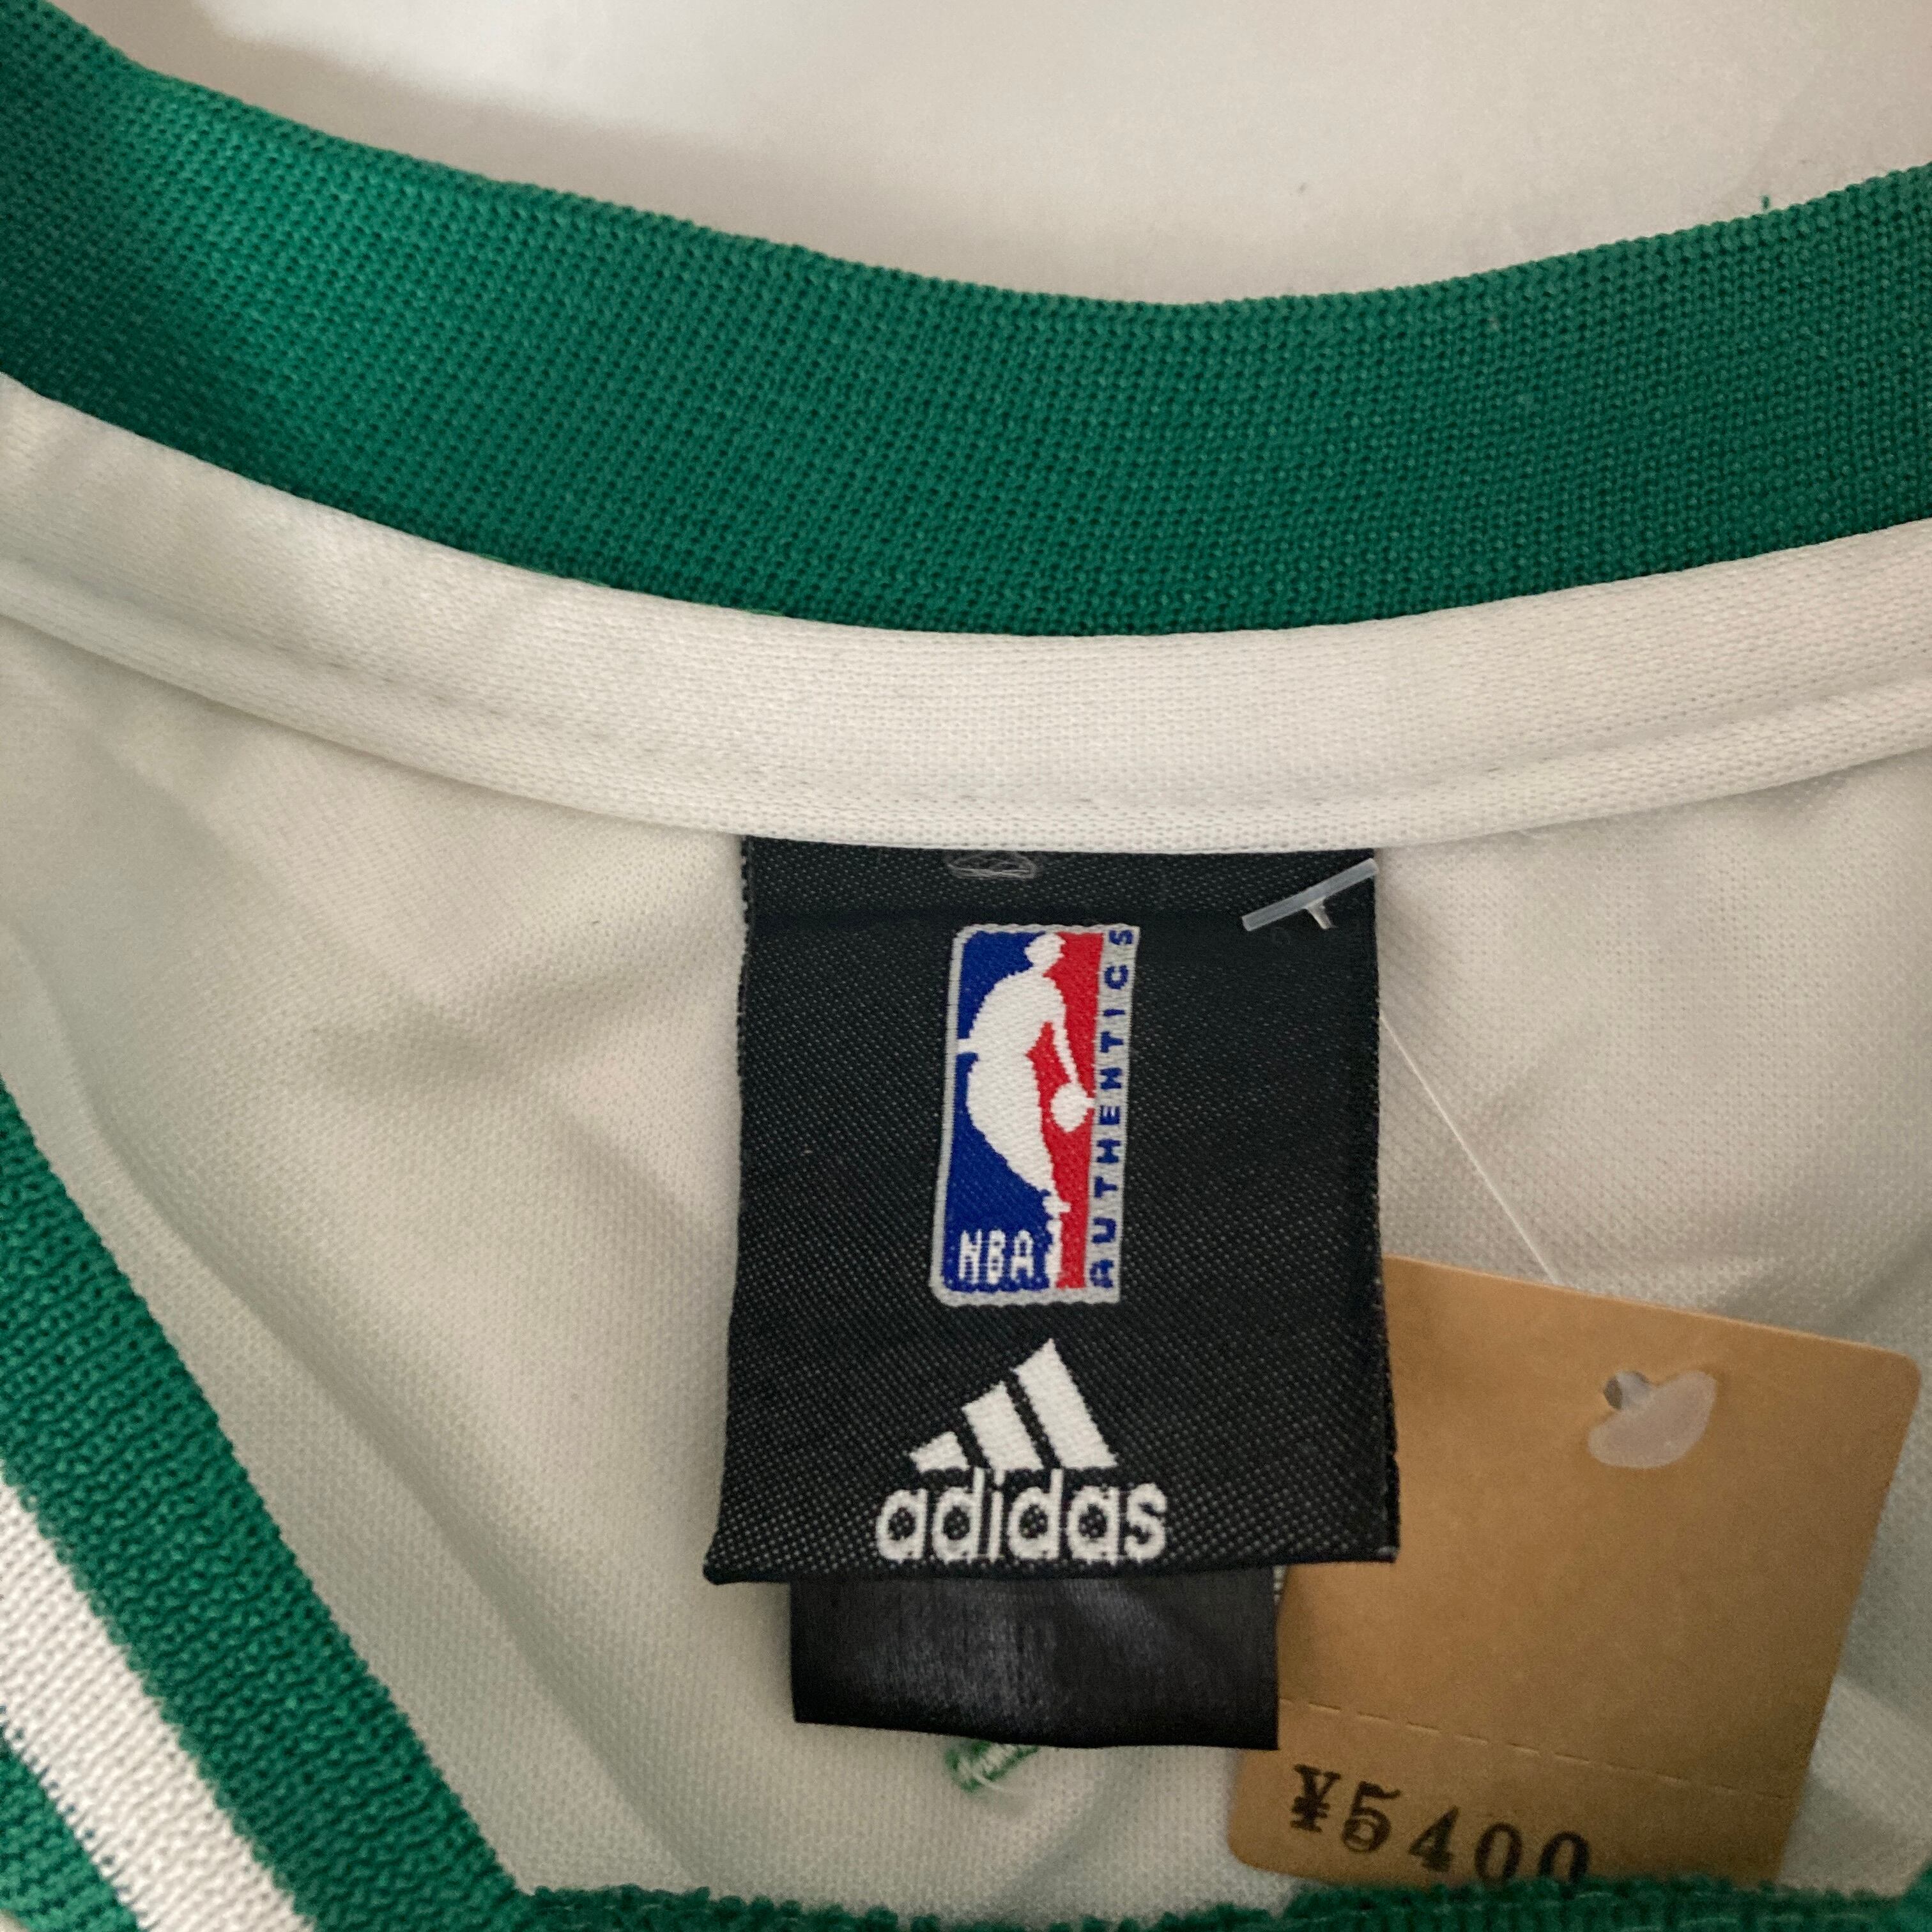 NBA
AUTHENTICS
adidas
¥5400